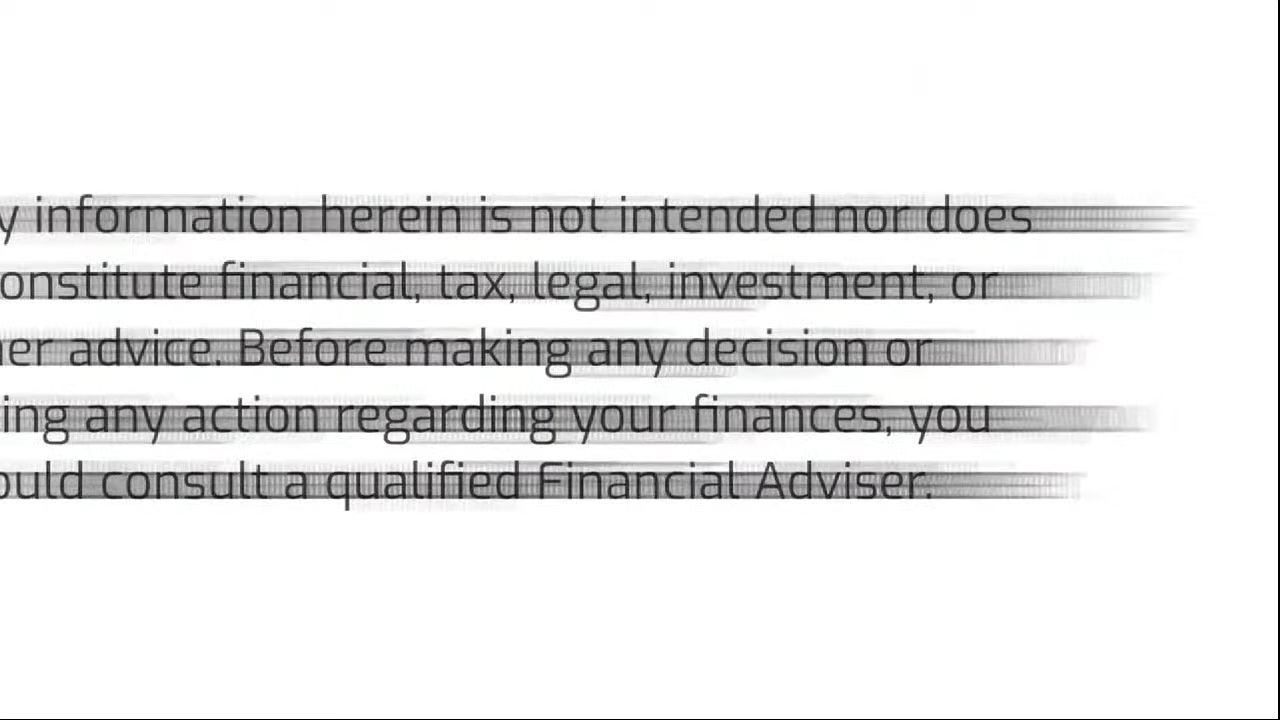 y information herein is not intended nor does
onstitute financial, tax, legal, investment, or
er advice. Before making any decision or
ing any action regarding your finances, you
ould consult a qualified Financial Adviser.